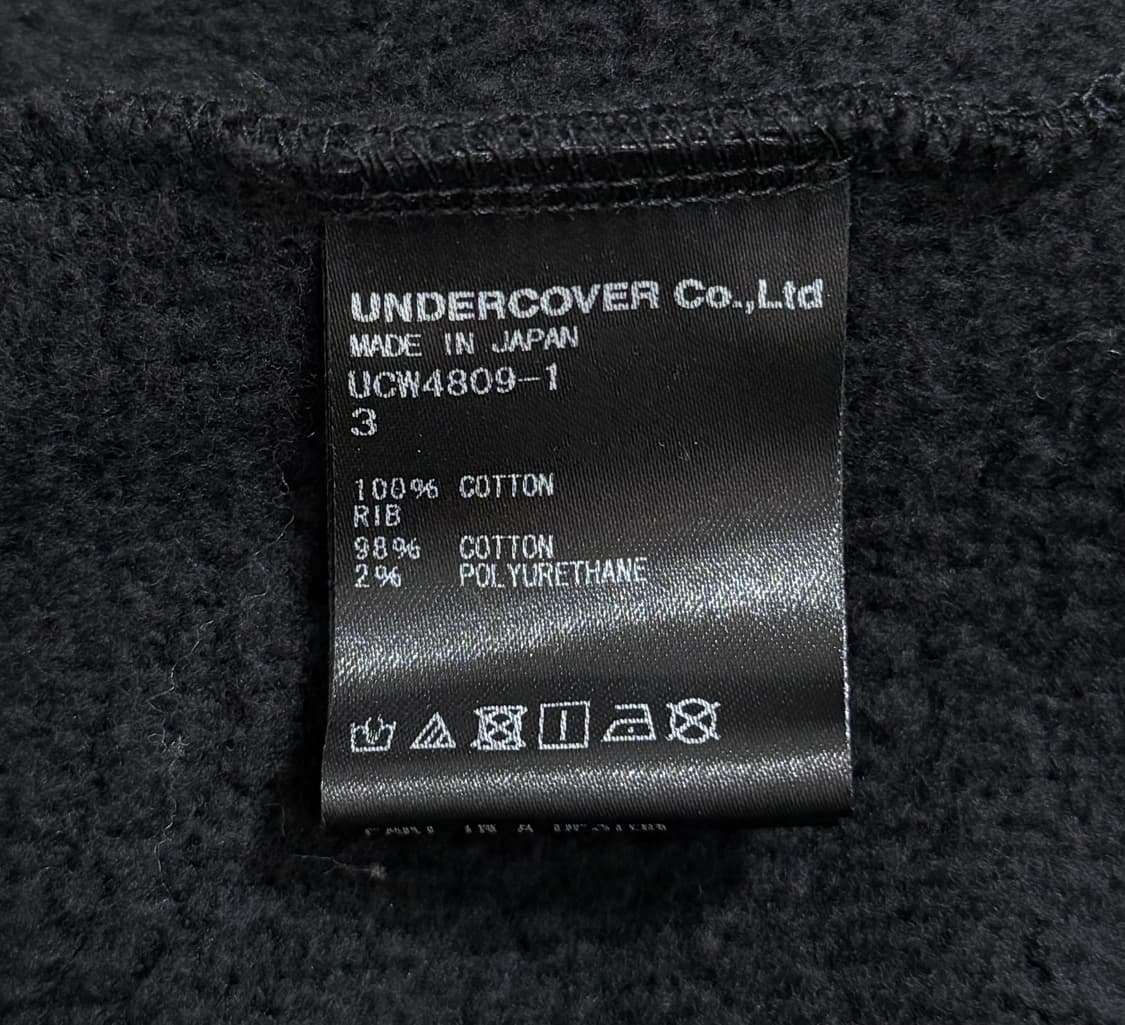 UNDERCOVER Co.,Ltd
MADE IN JAPAN
UCW4809-1
3
100% COTTON
RIB
98% COTTON
2% POLYURETHANE